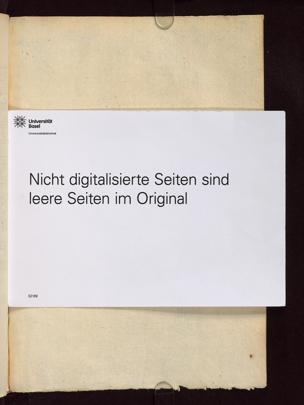 Universität
Basel
Nicht digitalisierte Seiten sind
leere Seiten im Original